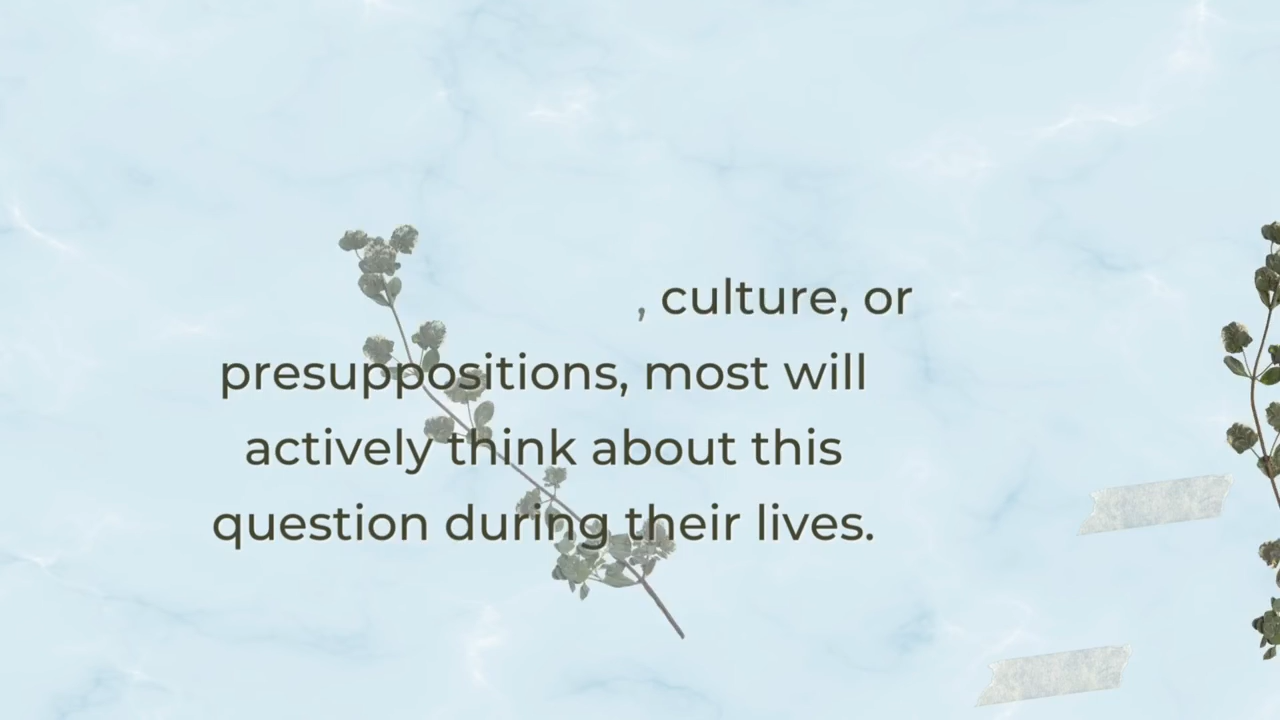 , culture, or
presuppositions, most will
actively think about this
question during their lives.